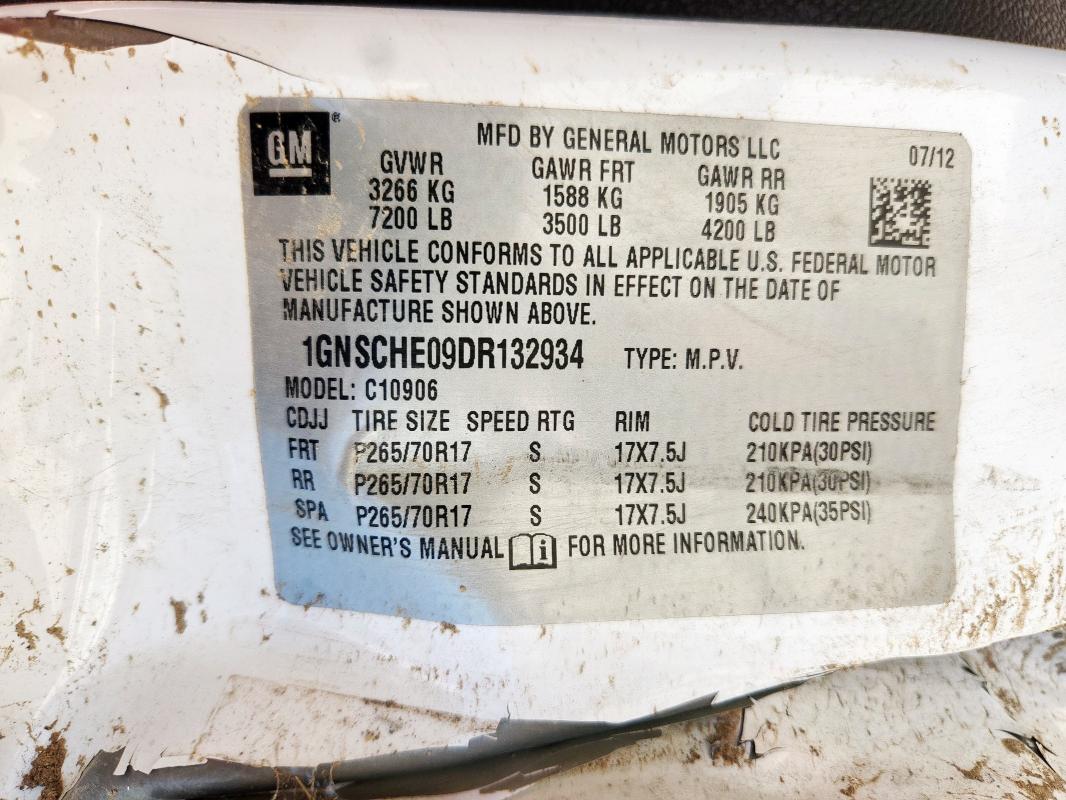 GM ®
MFD BY GENERAL MOTORS LLC
07/12
GVWR GAWR FRT GAWR RR
3266 KG 1588 KG 1905 KG
7200 LB 3500 LB 4200 LB
THIS VEHICLE CONFORMS TO ALL APPLICABLE U.S. FEDERAL MOTOR
VEHICLE SAFETY STANDARDS IN EFFECT ON THE DATE OF
MANUFACTURE SHOWN ABOVE.
1GNSCHE09DR132934 TYPE: M.P.V.
MODEL: C10906
CDJJ TIRE SIZE SPEED RTG RIM COLD TIRE PRESSURE
FRT P265/70R17 S 17X7.5J 210KPA(30PSI)
RR P265/70R17 S 17X7.5J 210KPA(30PSI)
SPA P265/70R17 S 17X7.5J 240KPA(35PSI)
SEE OWNER'S MANUAL i FOR MORE INFORMATION.